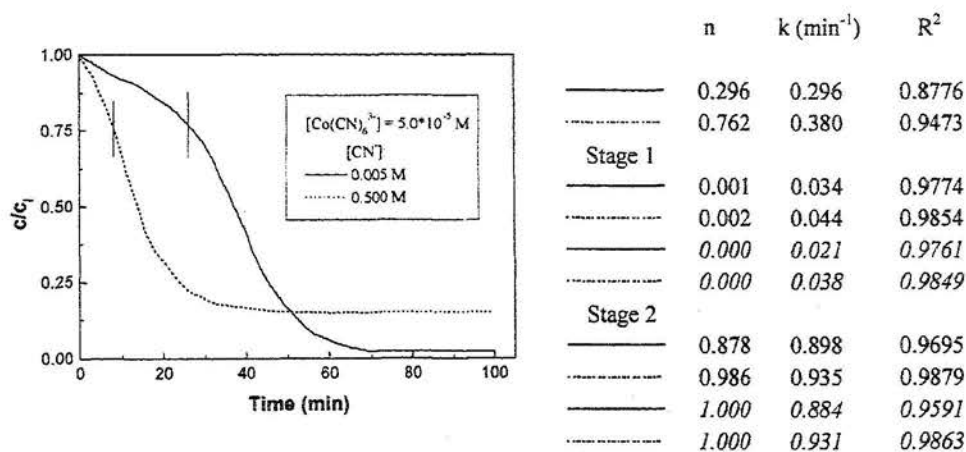 n k (min⁻¹) R²
0.296 0.296 0.8776
0.762 0.380 0.9473
Stage 1
0.001 0.034 0.9774
0.002 0.044 0.9854
0.000 0.021 0.9761
0.000 0.038 0.9849
Stage 2
0.878 0.898 0.9695
0.986 0.935 0.9879
1.000 0.884 0.9591
1.000 0.931 0.9863
c/cᵢ
1.00
0.75
0.50
0.25
0.00
0 20 40 60 80 100
Time (min)
[Co(CN)₆³⁻] = 5.0*10⁻⁵ M
[CN⁻]
0.005 M
0.500 M